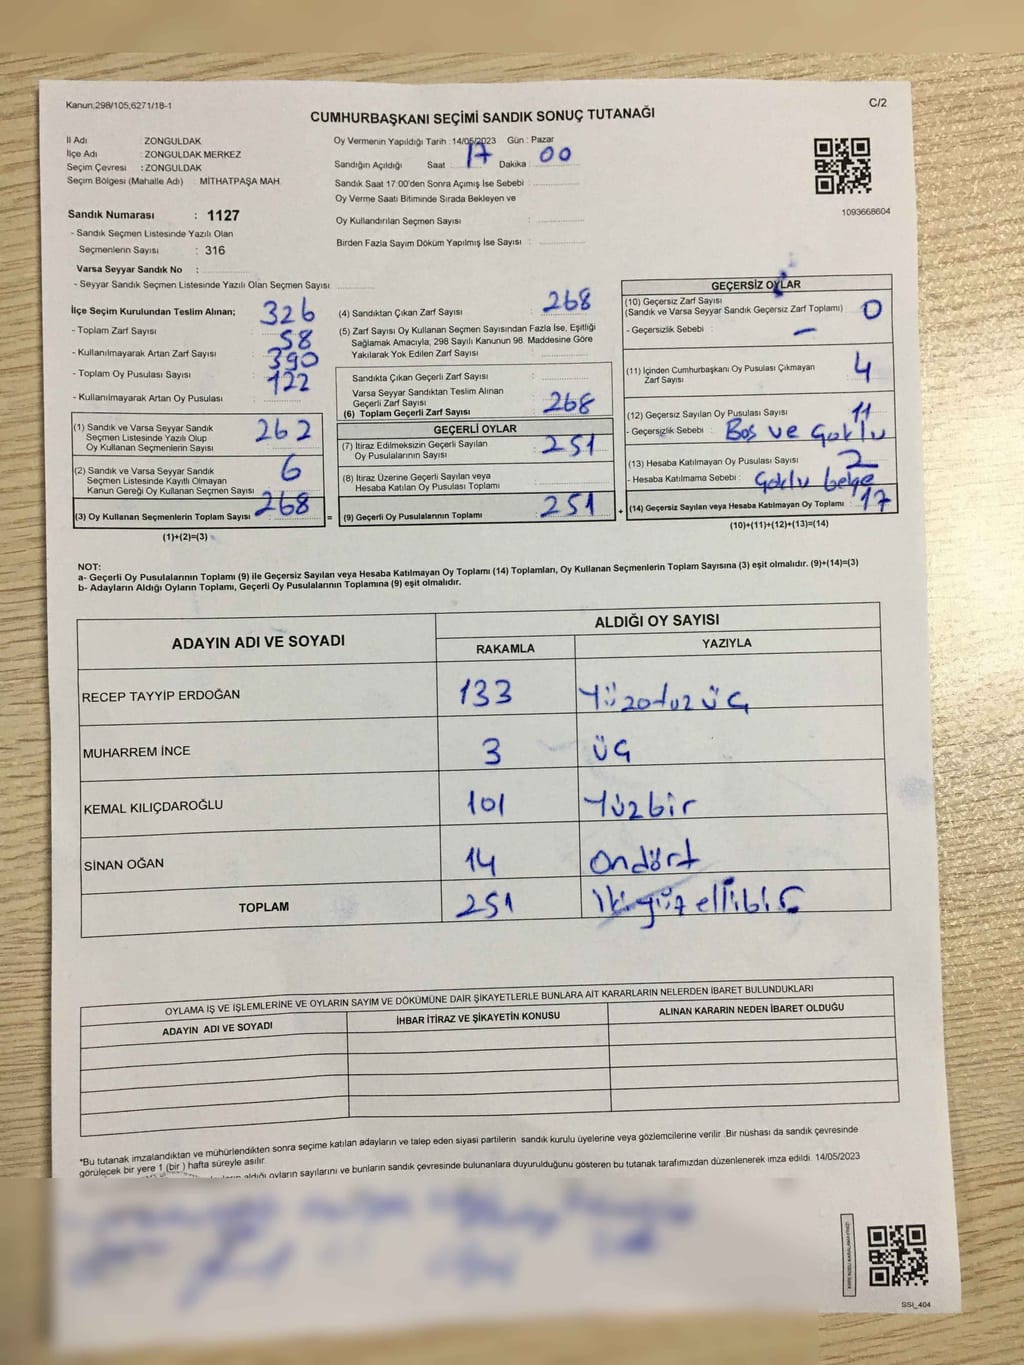 Kanun;298/105,6271/18-1
C/2
CUMHURBAŞKANI SEÇİMİ SANDIK SONUÇ TUTANAĞI
İl Adı : ZONGULDAK
İlçe Adı : ZONGULDAK MERKEZ
Seçim Çevresi : ZONGULDAK
Seçim Bölgesi (Mahalle Adı) MİTHATPAŞA MAH.
Sandık Numarası : 1127
- Sandık Seçmen Listesinde Yazılı Olan
Seçmenlerin Sayısı : 316
Varsa Seyyar Sandık No :
- Seyyar Sandık Seçmen Listesinde Yazılı Olan Seçmen Sayısı:
Oy Vermenin Yapıldığı Tarih :14/05/2023 Gün : Pazar
Sandığın Açıldığı Saat 17 Dakika : 00
Sandık Saat 17:00'den Sonra Açımış İse Sebebi :
Oy Verme Saati Bitiminde Sırada Bekleyen ve
Oy Kullandırılan Seçmen Sayısı :
Birden Fazla Sayım Döküm Yapılmış İse Sayısı :
1093668604
İlçe Seçim Kurulundan Teslim Alınan;
- Toplam Zarf Sayısı 326
- Kullanılmayarak Artan Zarf Sayısı 58
- Toplam Oy Pusulası Sayısı 390
- Kullanılmayarak Artan Oy Pusulası 122
(1) Sandık ve Varsa Seyyar Sandık
Seçmen Listesinde Yazılı Olup
Oy Kullanan Seçmenlerin Sayısı 262
(2) Sandık ve Varsa Seyyar Sandık
Seçmen Listesinde Kayıtlı Olmayan
Kanun Gereği Oy Kullanan Seçmen Sayısı 6
(3) Oy Kullanan Seçmenlerin Toplam Sayısı 268
(1)+(2)=(3)
(4) Sandıktan Çıkan Zarf Sayısı : 268
(5) Zarf Sayısı Oy Kullanan Seçmen Sayısından Fazla İse, Eşitliği
Sağlamak Amacıyla, 298 Sayılı Kanunun 98. Maddesine Göre
Yakılarak Yok Edilen Zarf Sayısı :
Sandıkta Çıkan Geçerli Zarf Sayısı :
Varsa Seyyar Sandıktan Teslim Alınan
Geçerli Zarf Sayısı :
(6) Toplam Geçerli Zarf Sayısı : 268
GEÇERLİ OYLAR
(7) İtiraz Edilmeksizin Geçerli Sayılan
Oy Pusulalarının Sayısı : 251
(8) İtiraz Üzerine Geçerli Sayılan veya
Hesaba Katılan Oy Pusulası Toplamı :
= (9) Geçerli Oy Pusulalarının Toplamı : 251
GEÇERSİZ OYLAR
(10) Geçersiz Zarf Sayısı
(Sandık ve Varsa Seyyar Sandık Geçersiz Zarf Toplamı) : 0
- Geçersizlik Sebebi : –
(11) İçinden Cumhurbaşkanı Oy Pusulası Çıkmayan
Zarf Sayısı : 4
(12) Geçersiz Sayılan Oy Pusulası Sayısı : 11
- Geçersizlik Sebebi : Boş ve Çoklu
(13) Hesaba Katılmayan Oy Pusulası Sayısı : 2
- Hesaba Katılmama Sebebi : Çoklu belge
+ (14) Geçersiz Sayılan veya Hesaba Katılmayan Oy Toplamı : 17
(10)+(11)+(12)+(13)=(14)
NOT:
a- Geçerli Oy Pusulalarının Toplamı (9) ile Geçersiz Sayılan veya Hesaba Katılmayan Oy Toplamı (14) Toplamları, Oy Kullanan Seçmenlerin Toplam Sayısına (3) eşit olmalıdır. (9)+(14)=(3)
b- Adayların Aldığı Oyların Toplamı, Geçerli Oy Pusulalarının Toplamına (9) eşit olmalıdır.
ADAYIN ADI VE SOYADI
ALDIĞI OY SAYISI
RAKAMLA YAZIYLA
RECEP TAYYİP ERDOĞAN 133 Yüzotuzüç
MUHARREM İNCE 3 üç
KEMAL KILIÇDAROĞLU 101 Yüzbir
SİNAN OĞAN 14 Ondört
TOPLAM 251 İkiyüzellibir
OYLAMA İŞ VE İŞLEMLERİNE VE OYLARIN SAYIM VE DÖKÜMÜNE DAİR ŞİKAYETLERLE BUNLARA AİT KARARLARIN NELERDEN İBARET BULUNDUKLARI
ADAYIN ADI VE SOYADI İHBAR İTİRAZ VE ŞİKAYETİN KONUSU ALINAN KARARIN NEDEN İBARET OLDUĞU
*Bu tutanak imzalandıktan ve mühürlendikten sonra seçime katılan adayların ve talep eden siyasi partilerin sandık kurulu üyelerine veya gözlemcilerine verilir .Bir nüshası da sandık çevresinde
görülecek bir yere 1 (bir ) hafta süreyle asılır.
aldığı oyların sayılarını ve bunların sandık çevresinde bulunanlara duyurulduğunu gösteren bu tutanak tarafımızdan düzenlenerek imza edildi. 14/05/2023
SSİ_404